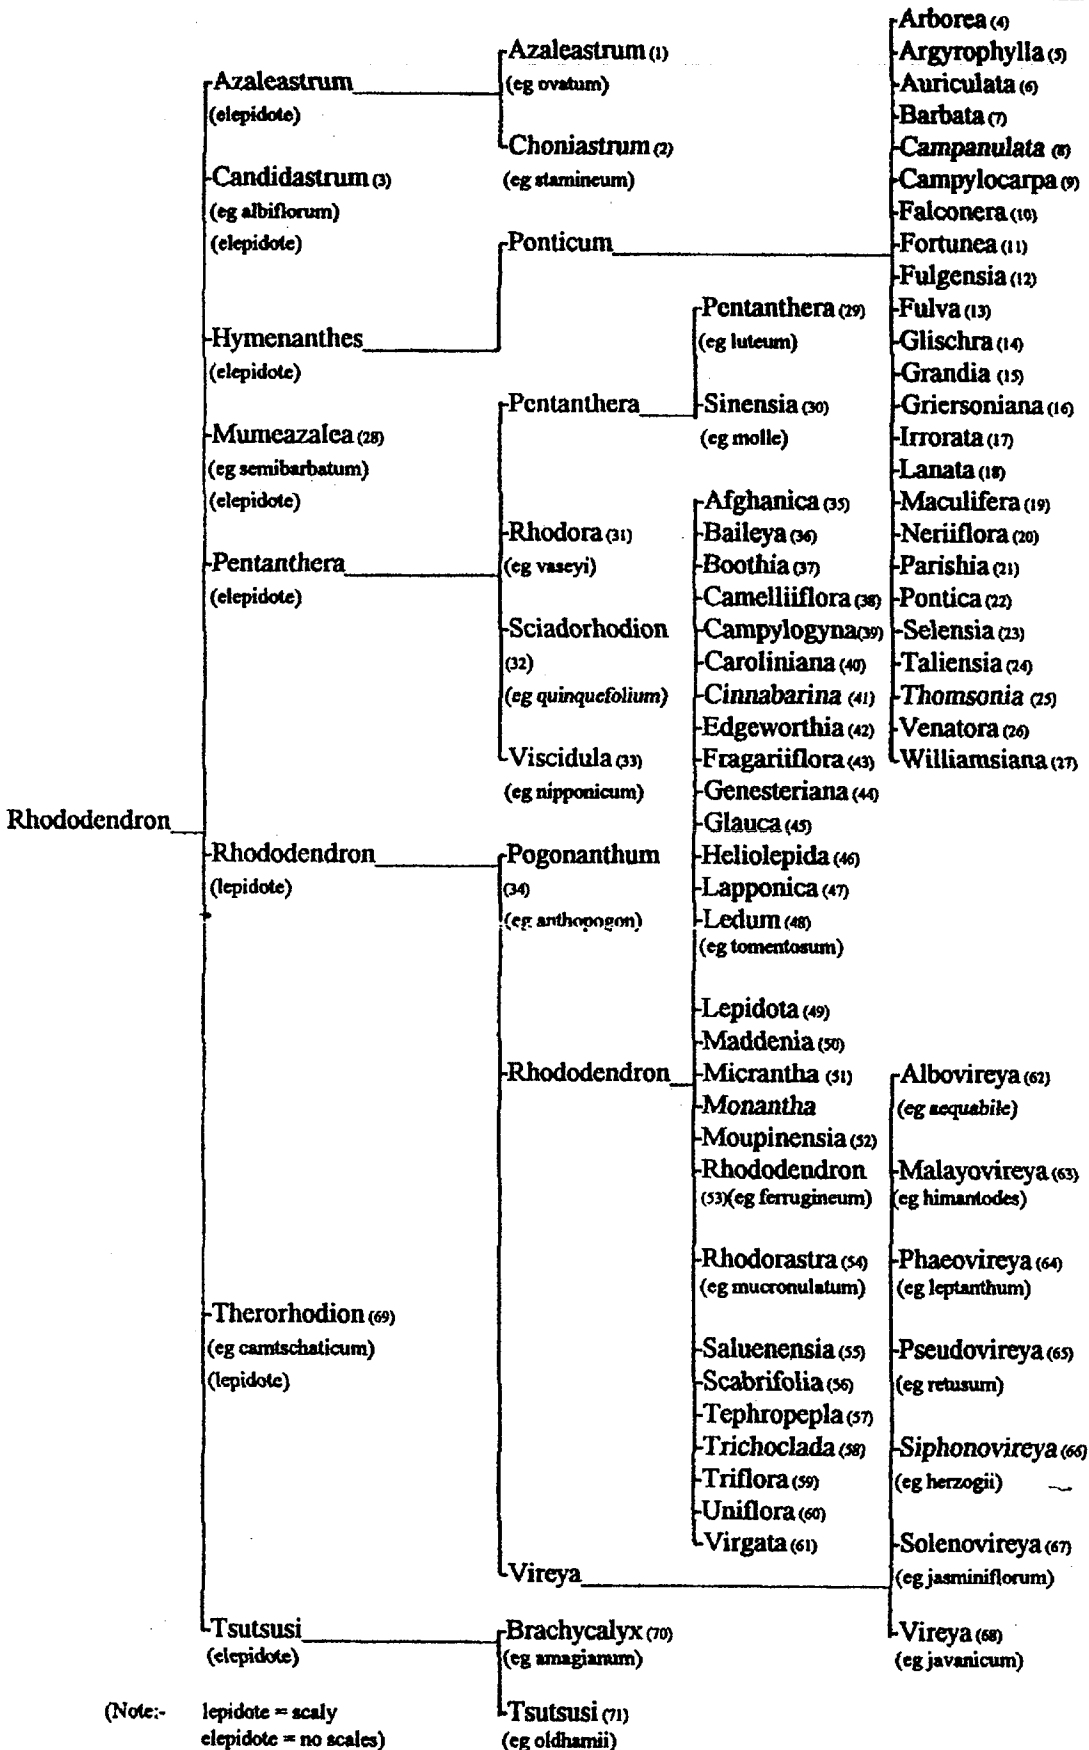 Rhododendron
Azaleastrum
(elepidote)
Candidastrum (3)
(eg albiflorum)
(elepidote)
Hymenanthes
(elepidote)
Mumeazalea (28)
(eg semibarbatum)
(elepidote)
Pentanthera
(elepidote)
Rhododendron
(lepidote)
Therorhodion (69)
(eg camtschaticum)
(lepidote)
Tsutsusi
(elepidote)
Azaleastrum (1)
(eg ovatum)
Choniastrum (2)
(eg stamineum)
Ponticum
Pentanthera
Rhodora (31)
(eg vaseyi)
Sciadorhodion
(32)
(eg quinquefolium)
Viscidula (33)
(eg nipponicum)
Pogonanthum
(34)
(eg anthopogon)
Rhododendron
Vireya
Brachycalyx (70)
(eg amagianum)
Tsutsusi (71)
(eg oldhamii)
Pentanthera (29)
(eg luteum)
Sinensia (30)
(eg molle)
Afghanica (35)
Baileya (36)
Boothia (37)
Camelliiflora (38)
Campylogyna(39)
Caroliniana (40)
Cinnabarina (41)
Edgeworthia (42)
Fragariiflora (43)
Genesteriana (44)
Glauca (45)
Heliolepida (46)
Lapponica (47)
Ledum (48)
(eg tomentosum)
Lepidota (49)
Maddenia (50)
Micrantha (51)
Monantha
Moupinensia (52)
Rhododendron
(53)(eg ferrugineum)
Rhodorastra (54)
(eg mucronulatum)
Saluenensia (55)
Scabrifolia (56)
Tephropepla (57)
Trichoclada (58)
Triflora (59)
Uniflora (60)
Virgata (61)
Arborea (4)
Argyrophylla (5)
Auriculata (6)
Barbata (7)
Campanulata (8)
Campylocarpa (9)
Falconera (10)
Fortunea (11)
Fulgensia (12)
Fulva (13)
Glischra (14)
Grandia (15)
Griersoniana (16)
Irrorata (17)
Lanata (18)
Maculifera (19)
Neriiflora (20)
Parishia (21)
Pontica (22)
Selensia (23)
Taliensia (24)
Thomsonia (25)
Venatora (26)
Williamsiana (27)
Albovireya (62)
(eg aequabile)
Malayovireya (63)
(eg himantodes)
Phaeovireya (64)
(eg leptanthum)
Pseudovireya (65)
(eg retusum)
Siphonovireya (66)
(eg herzogii)
Solenovireya (67)
(eg jasminiflorum)
Vireya (68)
(eg javanicum)
(Note:- lepidote = scaly
elepidote = no scales)